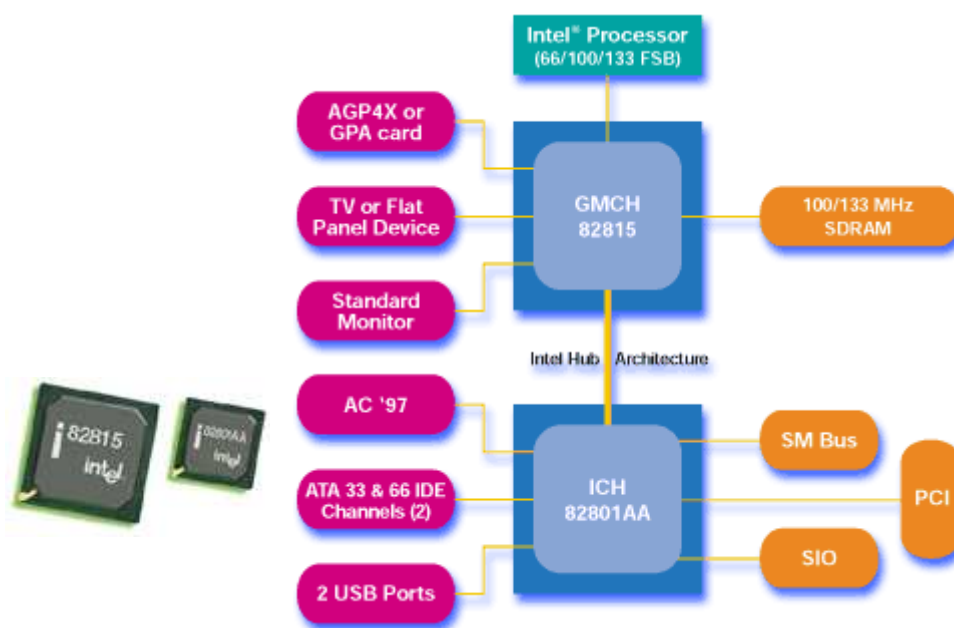 Intel® Processor
(66/100/133 FSB)
AGP4X or
GPA card
GMCH
82815
TV or Flat
Panel Device
100/133 MHz
SDRAM
Standard
Monitor
Intel Hub Architecture
AC '97
82815
intel
82801AA
intel
ICH
82801AA
SM Bus
PCI
ATA 33 & 66 IDE
Channels (2)
SIO
2 USB Ports